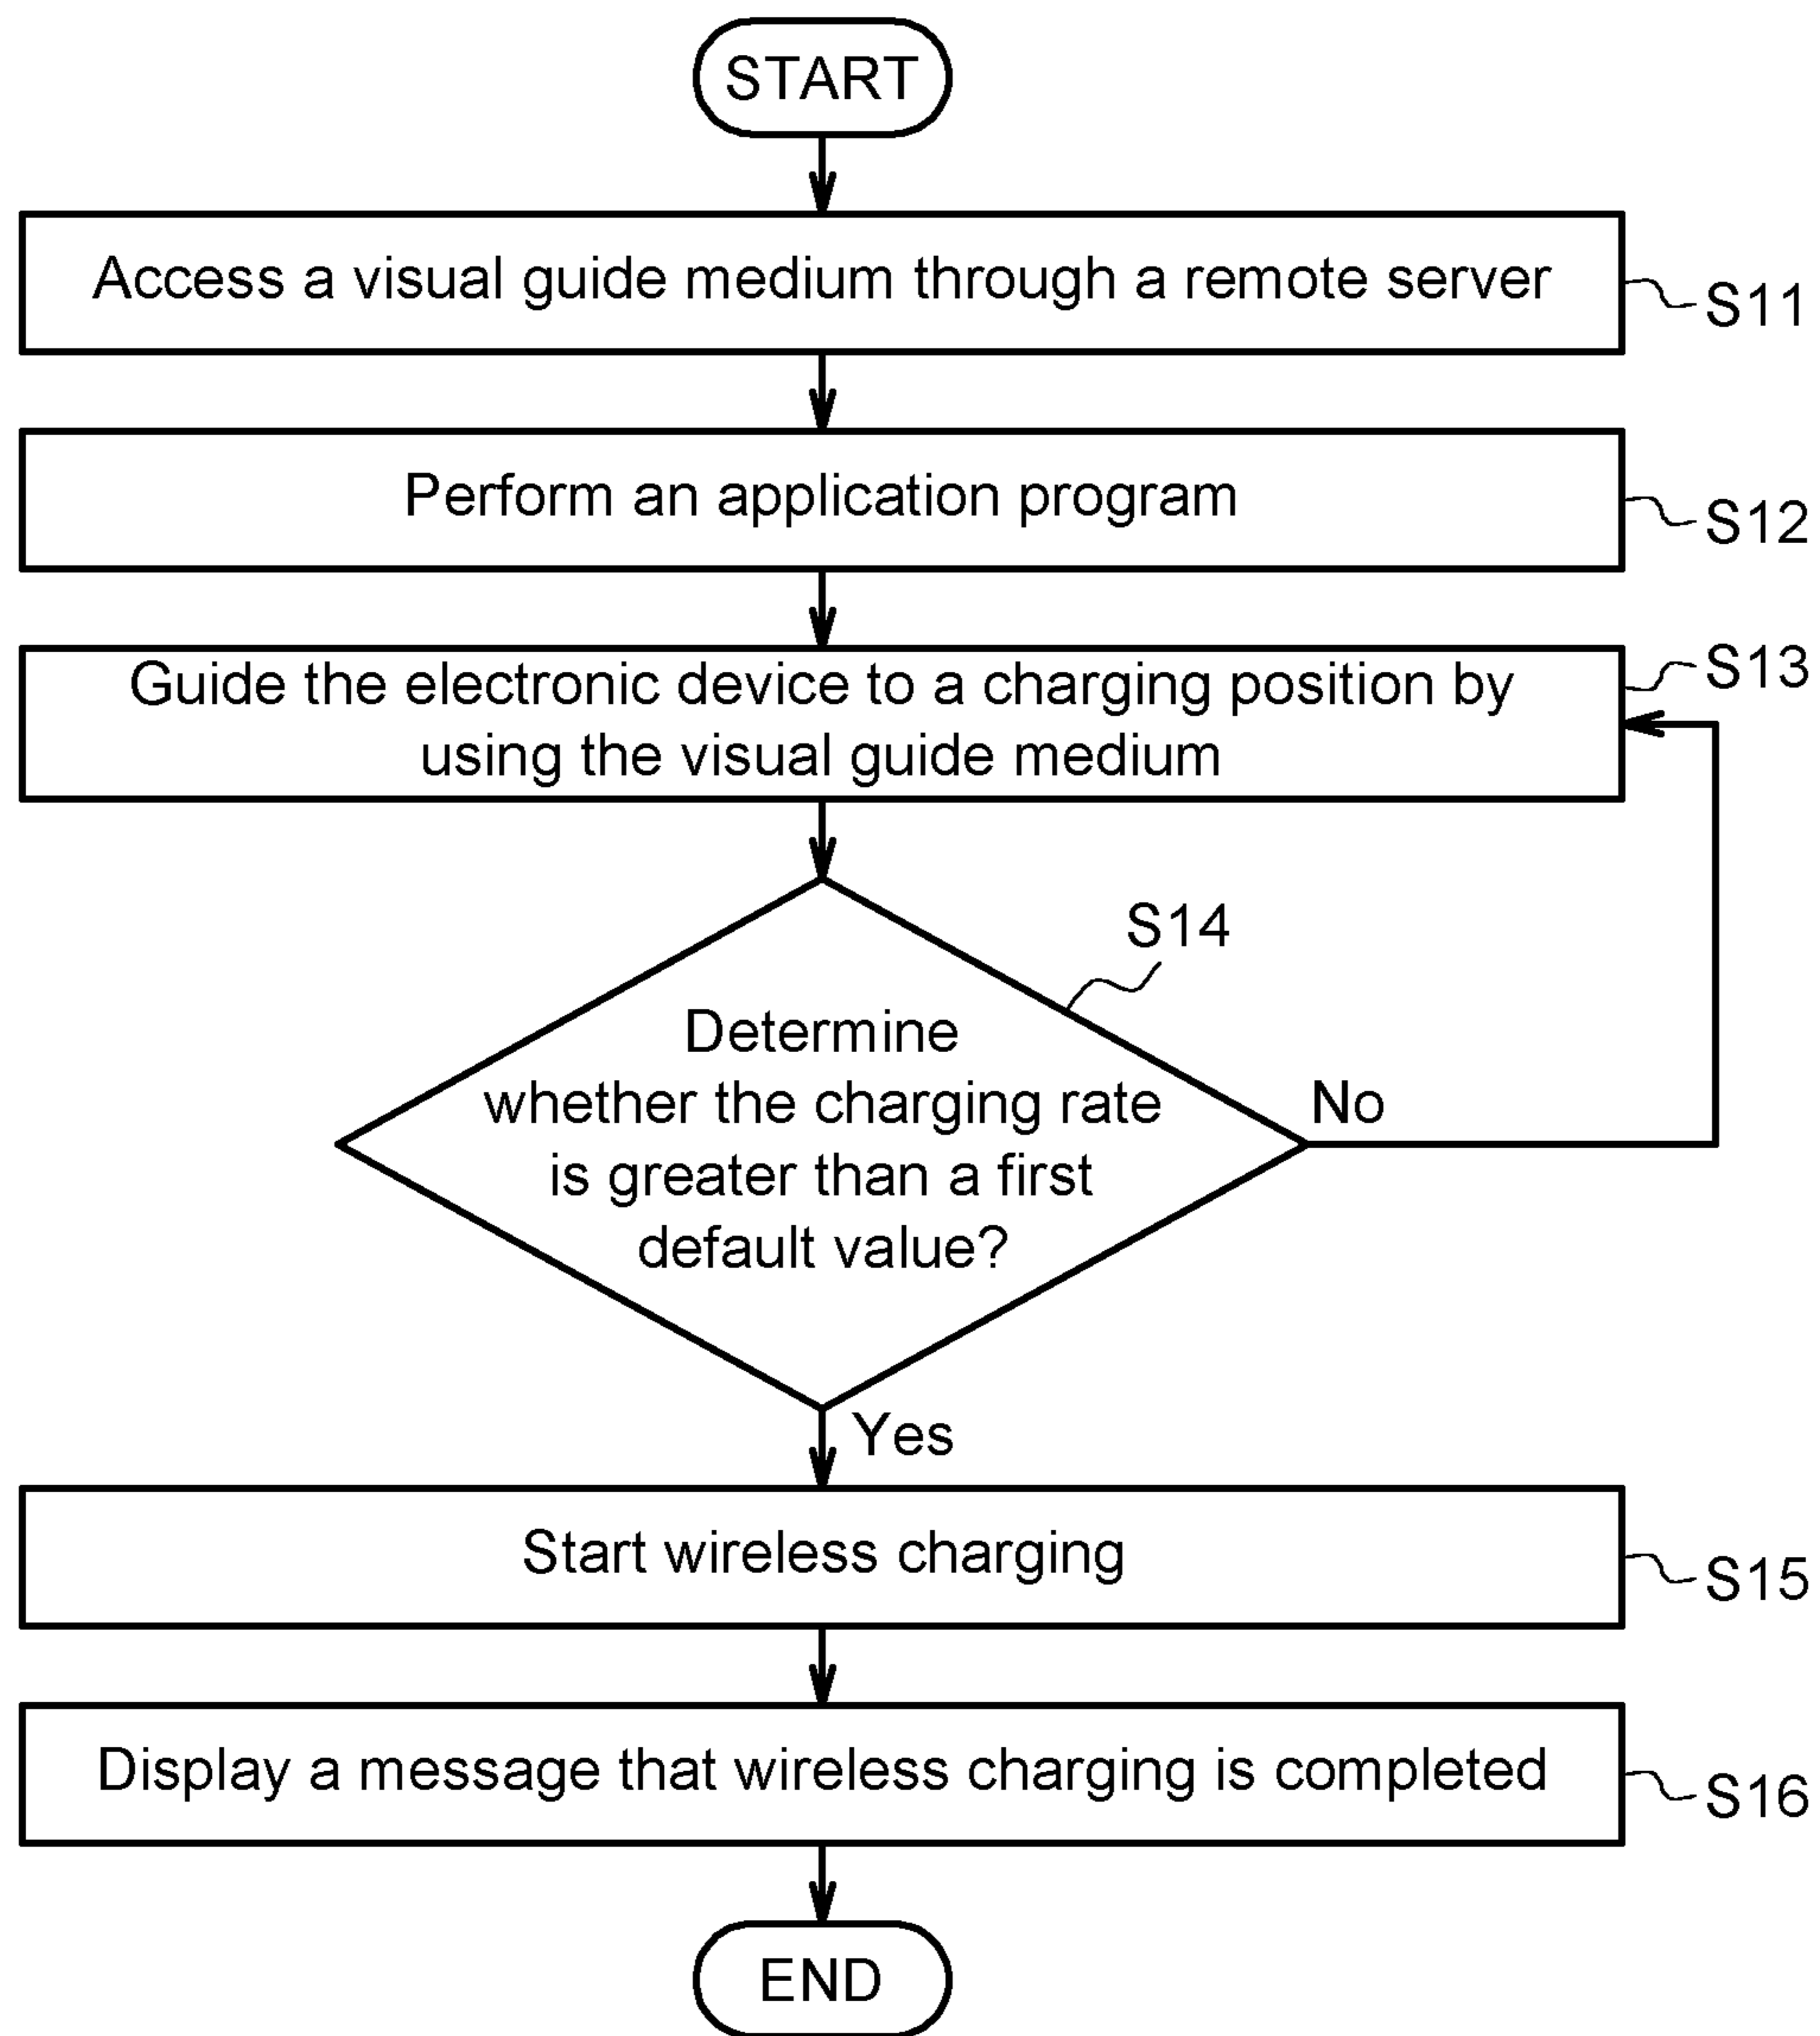 START
Access a visual guide medium through a remote server
S11
Perform an application program
S12
Guide the electronic device to a charging position by
using the visual guide medium
S13
S14
Determine
whether the charging rate
is greater than a first
default value?
No
Yes
Start wireless charging
S15
Display a message that wireless charging is completed
S16
END